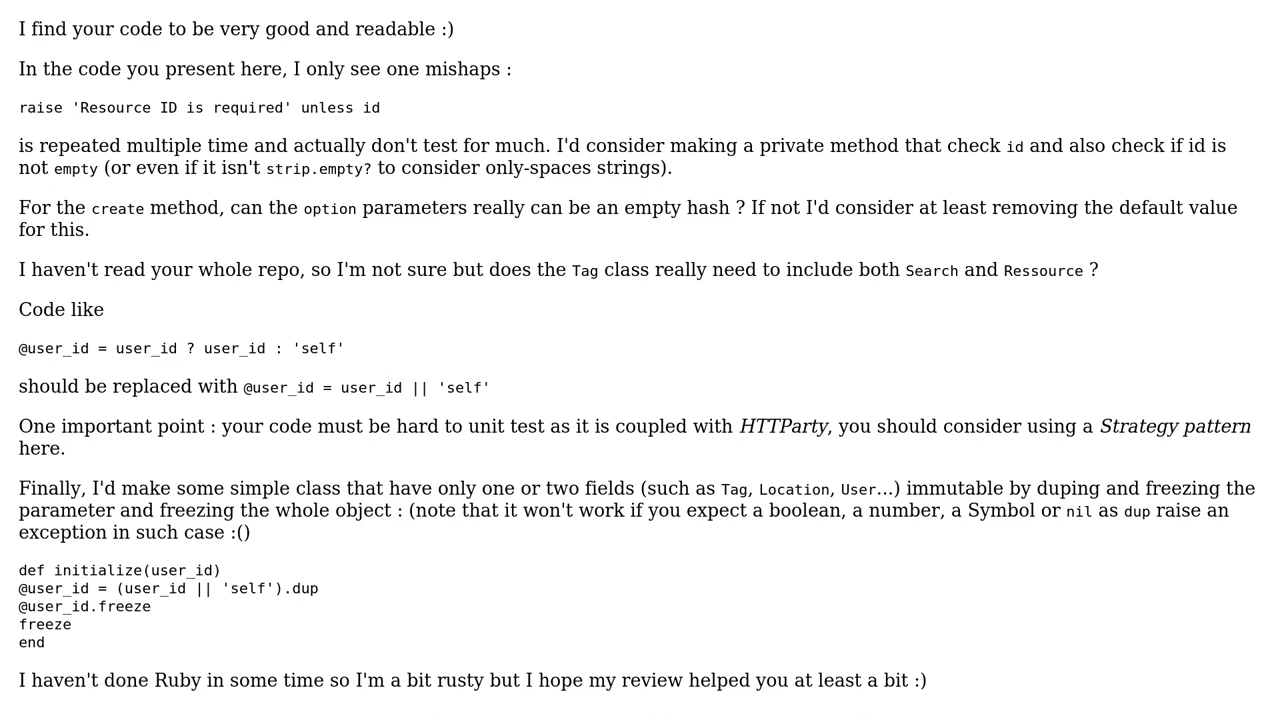 I find your code to be very good and readable :)
In the code you present here, I only see one mishaps :
raise 'Resource ID is required' unless id
is repeated multiple time and actually don't test for much. I'd consider making a private method that check id and also check if id is
not empty (or even if it isn't strip.empty? to consider only-spaces strings).
For the create method, can the option parameters really can be an empty hash ? If not I'd consider at least removing the default value
for this.
I haven't read your whole repo, so I'm not sure but does the Tag class really need to include both Search and Ressource ?
Code like
@user_id = user_id ? user_id : 'self'
should be replaced with @user_id = user_id || 'self'
One important point : your code must be hard to unit test as it is coupled with HTTParty, you should consider using a Strategy pattern
here.
Finally, I'd make some simple class that have only one or two fields (such as Tag, Location, User...) immutable by duping and freezing the
parameter and freezing the whole object : (note that it won't work if you expect a boolean, a number, a Symbol or nil as dup raise an
exception in such case :()
def initialize(user_id)
@user_id = (user_id || 'self').dup
@user_id.freeze
freeze
end
I haven't done Ruby in some time so I'm a bit rusty but I hope my review helped you at least a bit :)